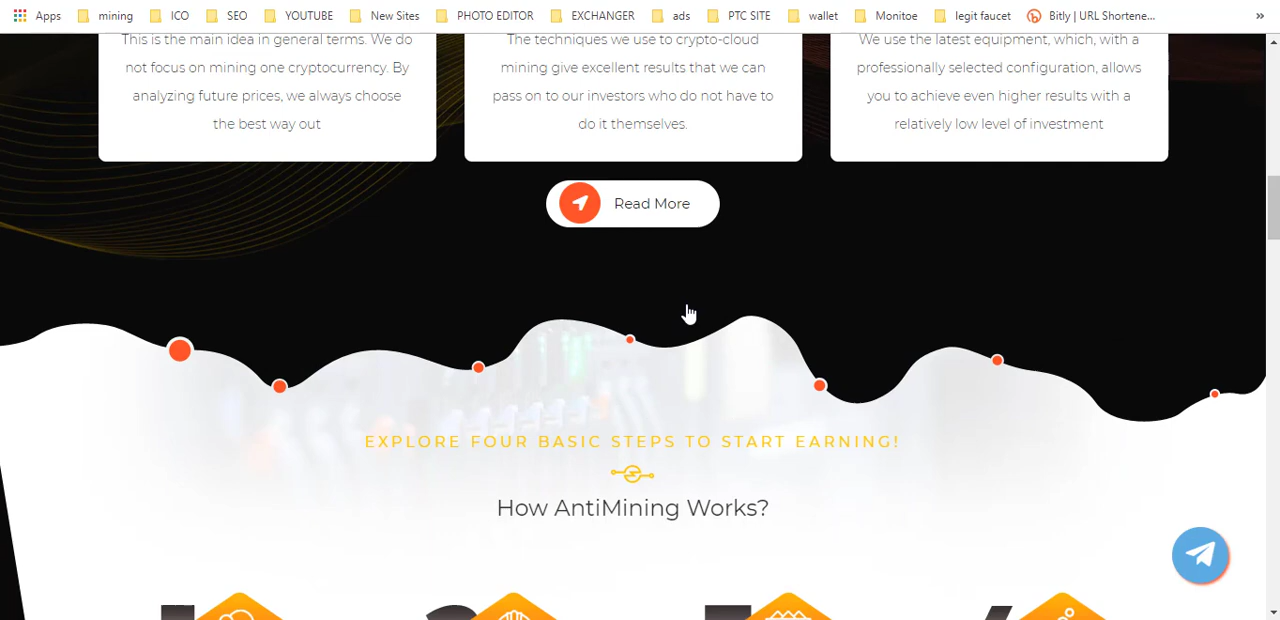 Apps mining ICO SEO YOUTUBE New Sites PHOTO EDITOR EXCHANGER ads PTC SITE wallet Monitoe legit faucet Bitly | URL Shortene... »
This is the main idea in general terms. We do
not focus on mining one cryptocurrency. By
analyzing future prices, we always choose
the best way out
The techniques we use to crypto-cloud
mining give excellent results that we can
pass on to our investors who do not have to
do it themselves.
We use the latest equipment, which, with a
professionally selected configuration, allows
you to achieve even higher results with a
relatively low level of investment
Read More
EXPLORE FOUR BASIC STEPS TO START EARNING!
How AntiMining Works?